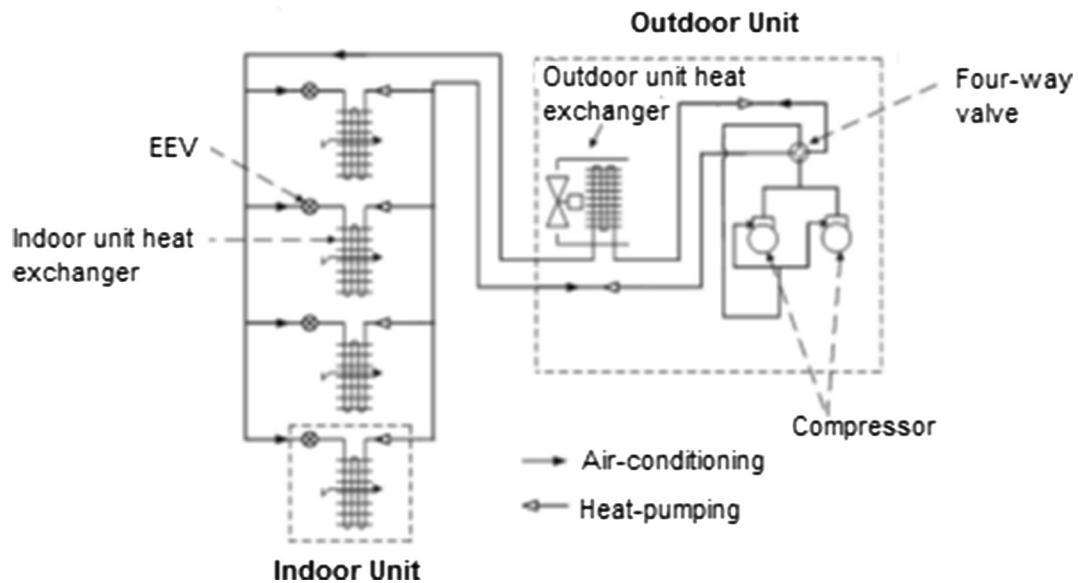 Outdoor Unit
Outdoor unit heat
exchanger
Four-way
valve
EEV
Indoor unit heat
exchanger
Compressor
Air-conditioning
Heat-pumping
Indoor Unit